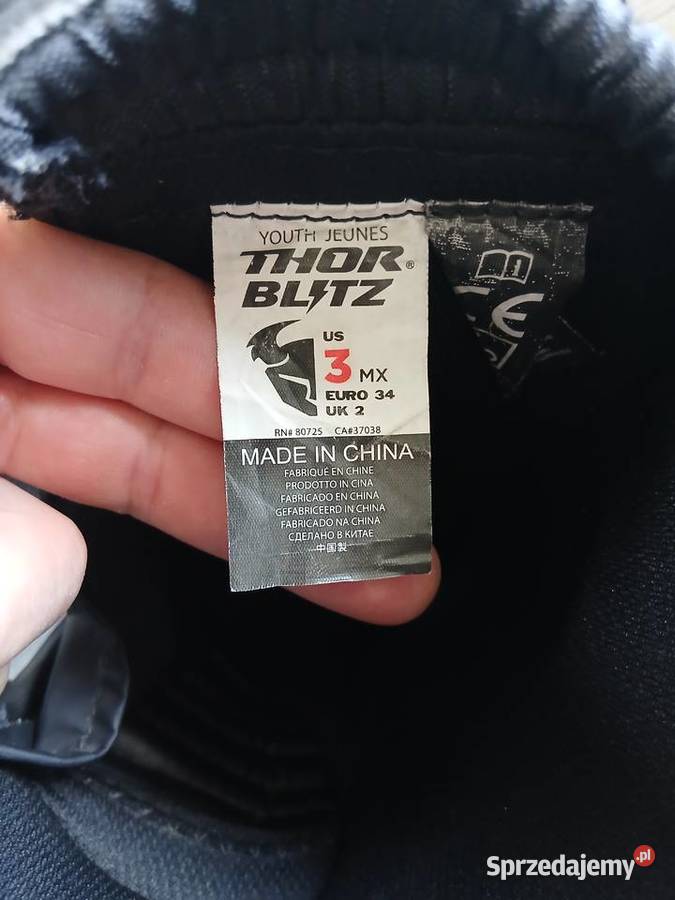 YOUTH JEUNES
THOR®
BLITZ
US
3 MX
EURO 34
UK 2
RN# 80725 CA#37038
MADE IN CHINA
FABRIQUÉ EN CHINE
PRODOTTO IN CINA
FABRICADO EN CHINA
GEFABRICEERD IN CHINA
FABRICADO NA CHINA
СДЕЛАНО В КИТАЕ
中国製
CE
Sprzedajemy.pl